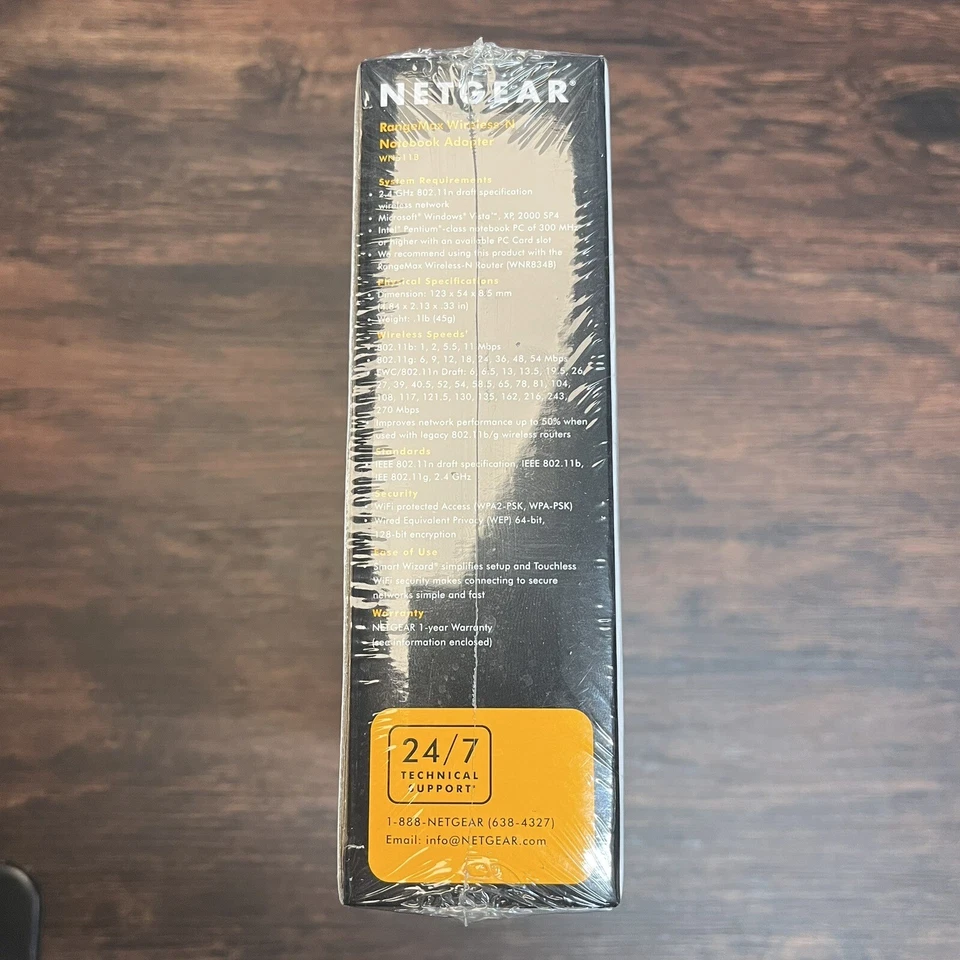 NETGEAR®
RangeMax Wireless-N
Notebook Adapter
System Requirements
• 2.4 GHz 802.11n draft specification
wireless network
• Microsoft® Windows® Vista™, XP, 2000 SP4
• Intel® Pentium®-class notebook PC of 300 MHz
or higher with an available PC Card slot
• We recommend using this product with the
RangeMax Wireless-N Router (WNR834B)
Physical Specifications
• Dimension: 123 x 54 x 8.5 mm
(4.84 x 2.13 x .33 in)
• Weight: .1lb (45g)
Wireless Speeds†
• 802.11b: 1, 2, 5.5, 11 Mbps
802.11g: 6, 9, 12, 18, 24, 36, 48, 54 Mbps
EWC/802.11n Draft: 6, 6.5, 13, 13.5, 19.5, 26,
27, 39, 40.5, 52, 54, 58.5, 65, 78, 81, 104,
108, 117, 121.5, 130, 135, 162, 216, 243,
270 Mbps
Improves network performance up to 50% when
used with legacy 802.11b/g wireless routers
Standards
IEEE 802.11n draft specification, IEEE 802.11b,
IEE 802.11g, 2.4 GHz
Security
• WiFi protected Access (WPA2-PSK, WPA-PSK)
• Wired Equivalent Privacy (WEP) 64-bit,
128-bit encryption
Ease of Use
Smart Wizard® simplifies setup and Touchless
WiFi security makes connecting to secure
networks simple and fast
Warranty
NETGEAR 1-year Warranty
(see information enclosed)
24/7
TECHNICAL
SUPPORT*
1-888-NETGEAR (638-4327)
Email: info@NETGEAR.com